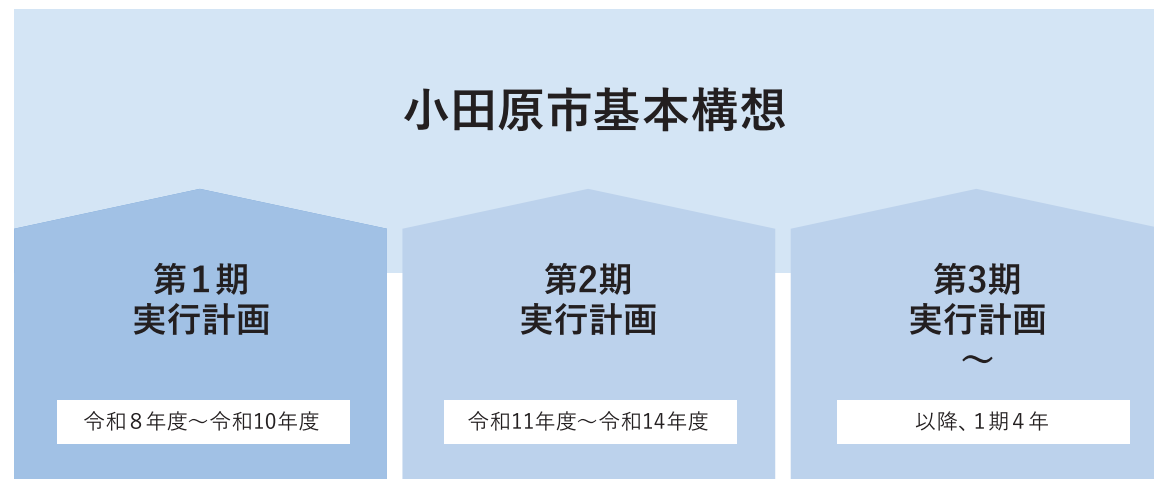 小田原市基本構想
第１期
実行計画
令和８年度～令和10年度
第2期
実行計画
令和11年度～令和14年度
第3期
実行計画
～
以降、１期４年